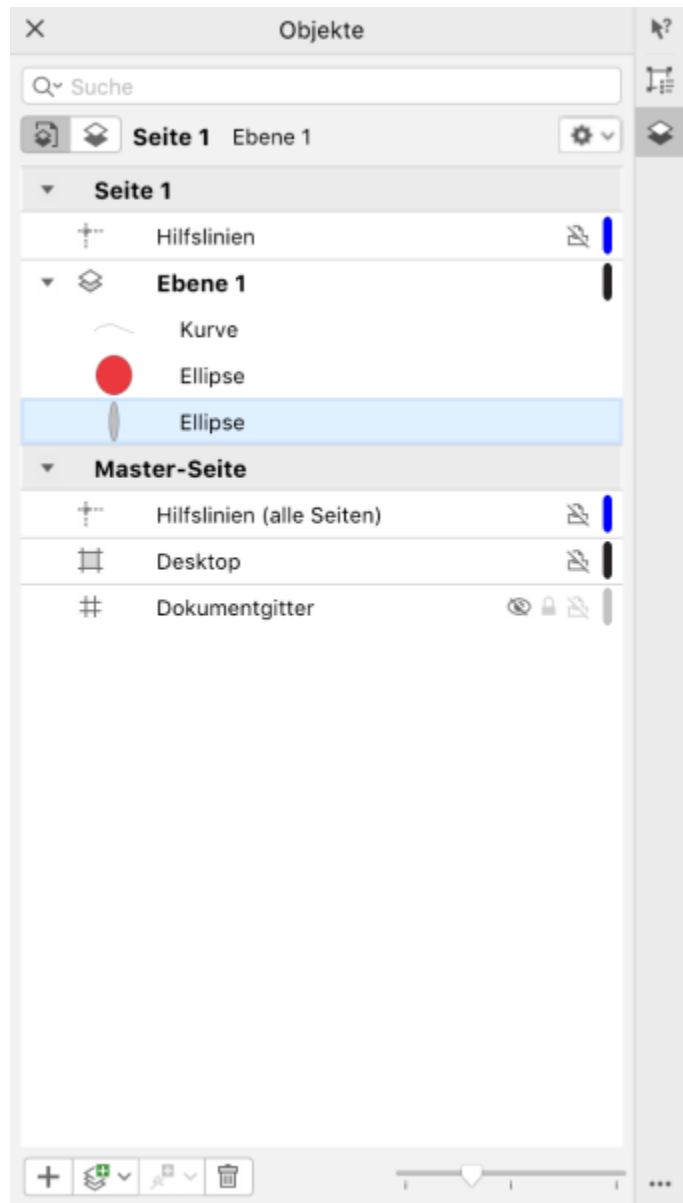 Objekte
Suche
Seite 1 Ebene 1
Seite 1
Hilfslinien
Ebene 1
Kurve
Ellipse
Ellipse
Master-Seite
Hilfslinien (alle Seiten)
Desktop
Dokumentgitter